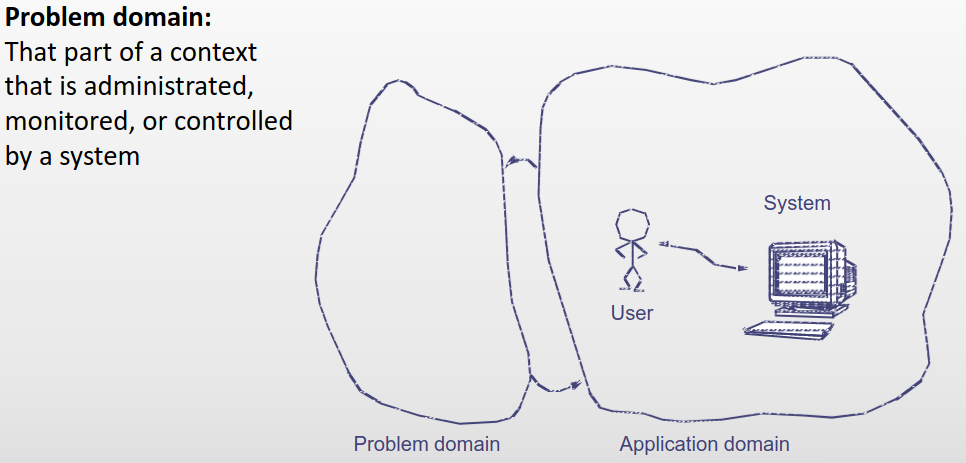 Problem domain:
That part of a context
that is administrated,
monitored, or controlled
by a system
System
User
Problem domain
Application domain